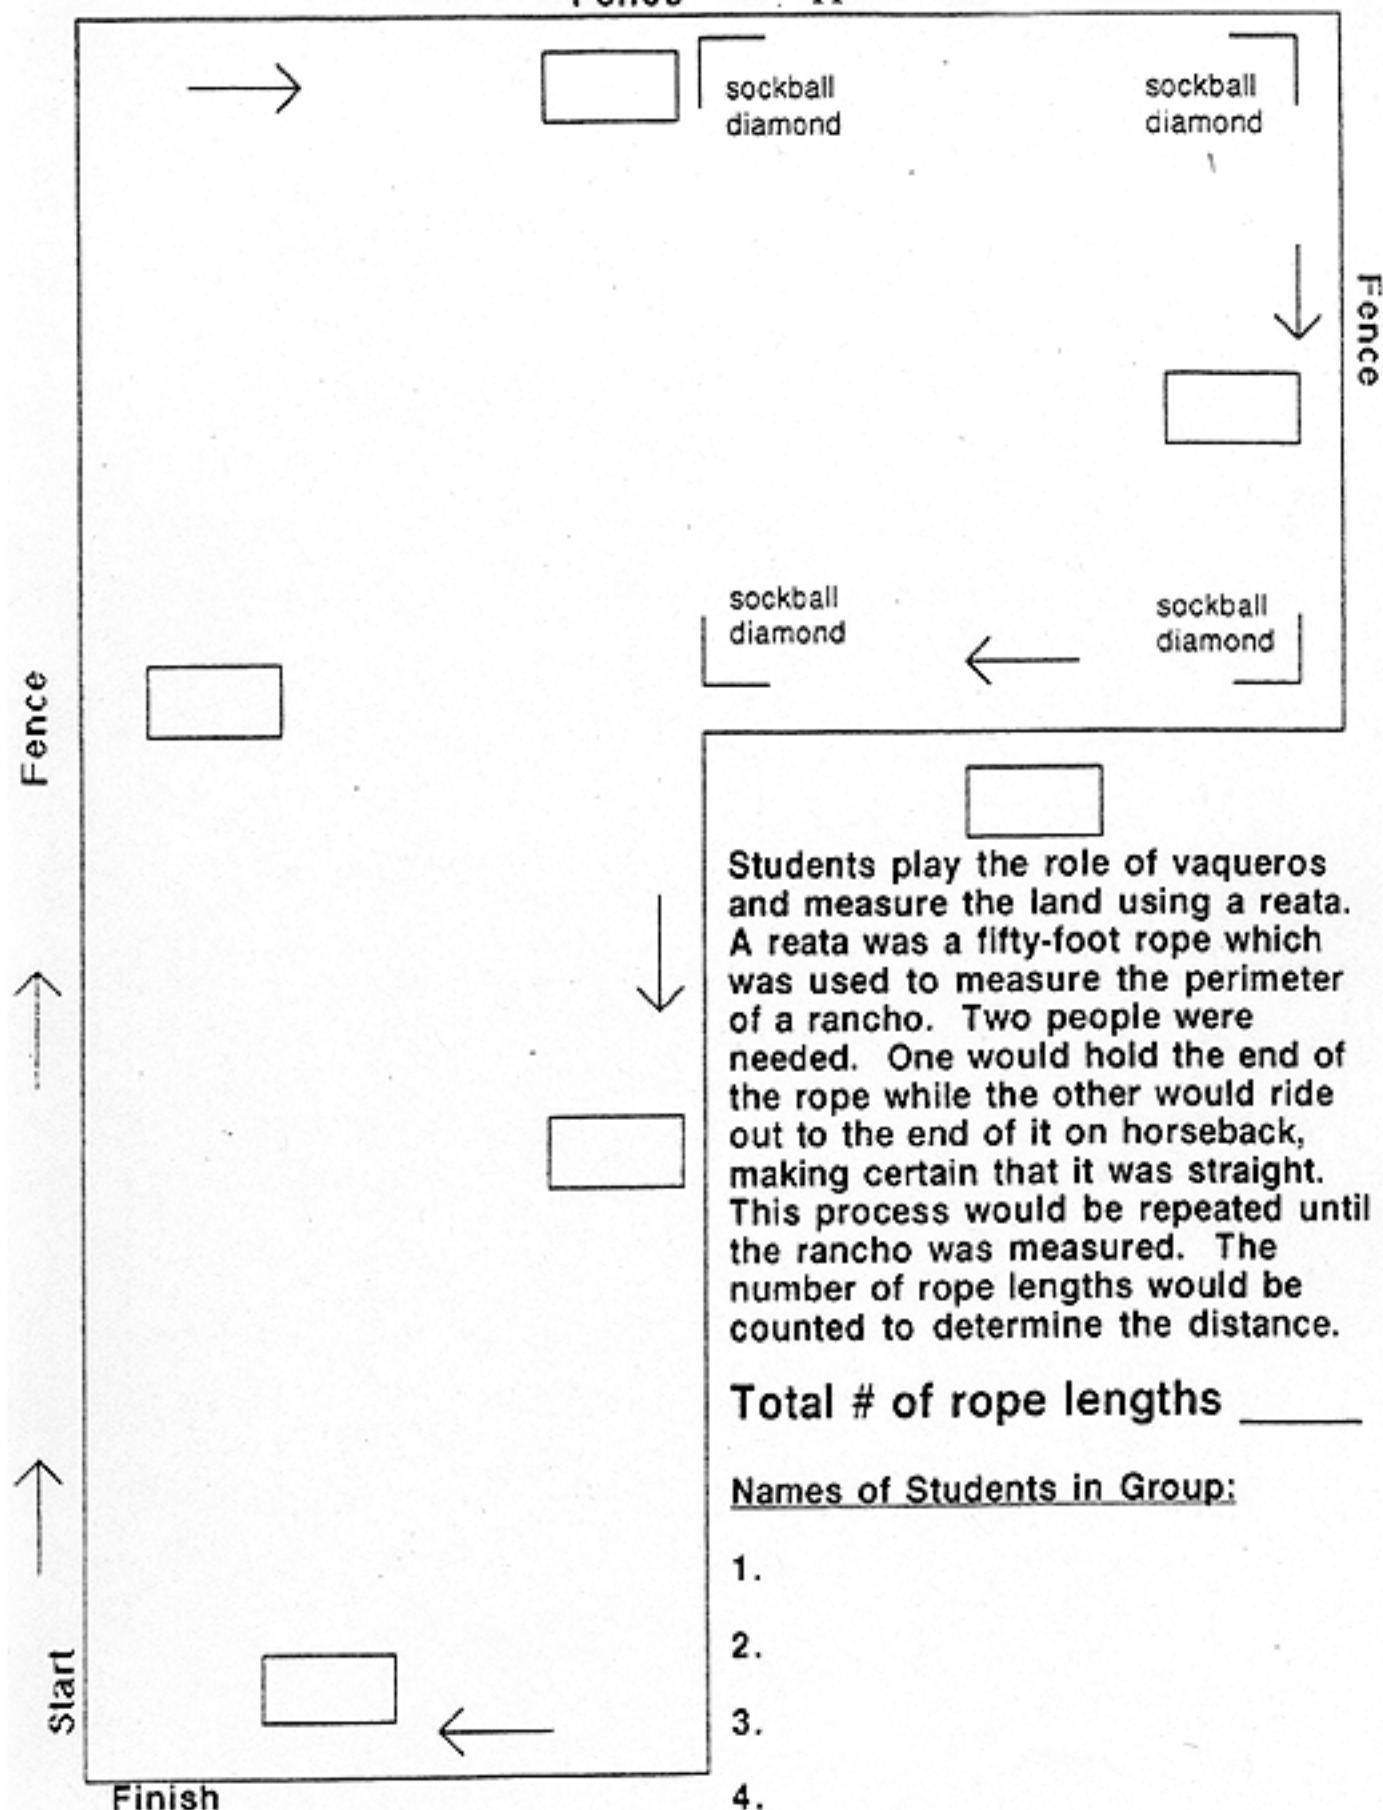 sockball
diamond
sockball
diamond
Fence
sockball
diamond
sockball
diamond
Fence
Students play the role of vaqueros
and measure the land using a reata.
A reata was a fifty-foot rope which
was used to measure the perimeter
of a rancho. Two people were
needed. One would hold the end of
the rope while the other would ride
out to the end of it on horseback,
making certain that it was straight.
This process would be repeated until
the rancho was measured. The
number of rope lengths would be
counted to determine the distance.
Total # of rope lengths ____
Names of Students in Group:
1.
2.
Start
3.
Finish
4.